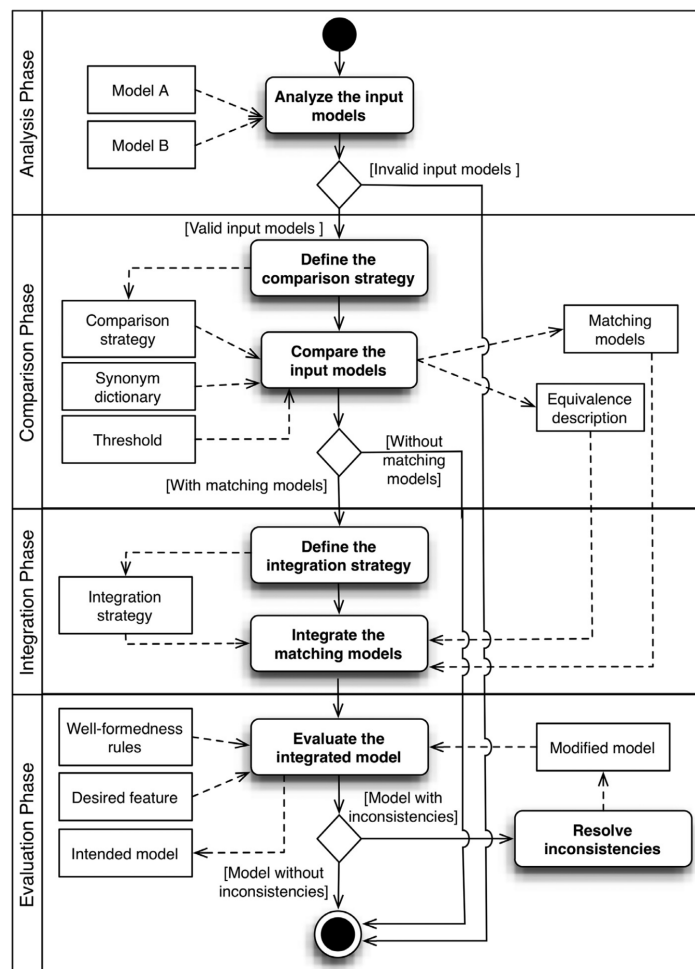 Analysis Phase
Model A
Model B
Analyze the input
models
[Invalid input models ]
[Valid input models ]
Comparison Phase
Define the
comparison strategy
Comparison
strategy
Compare the
input models
Matching
models
Synonym
dictionary
Equivalence
description
Threshold
[Without
matching
models]
[With matching models]
Integration Phase
Define the
integration strategy
Integration
strategy
Integrate the
matching models
Evaluation Phase
Well-formedness
rules
Evaluate the
integrated model
Modified model
Desired feature
[Model with
inconsistencies]
Intended model
Resolve
inconsistencies
[Model without
inconsistencies]